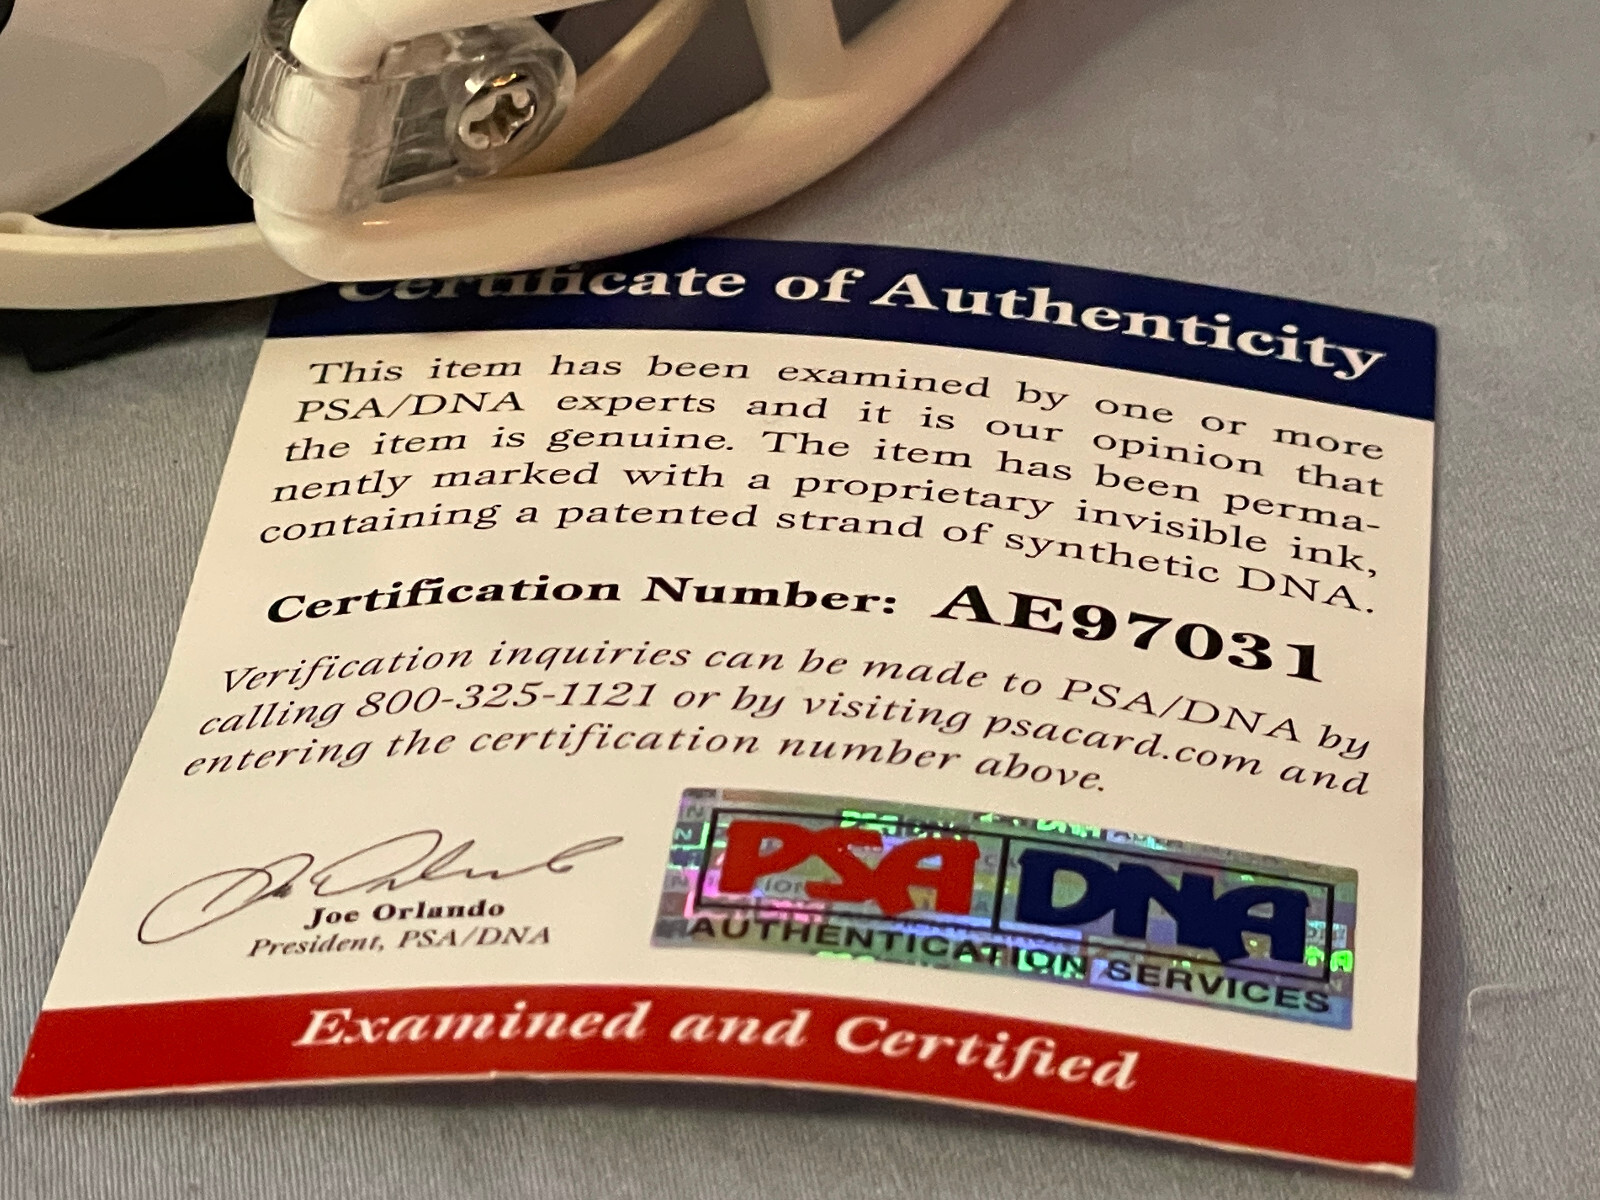 Certificate of Authenticity
This item has been examined by one or more
PSA/DNA experts and it is our opinion that
the item is genuine. The item has been perma-
nently marked with a proprietary invisible ink,
containing a patented strand of synthetic DNA.
Certification Number: AE97031
Verification inquiries can be made to PSA/DNA by
calling 800-325-1121 or by visiting psacard.com and
entering the certification number above.
Joe Orlando
President, PSA/DNA
PSA DNA
AUTHENTICATION SERVICES
Examined and Certified